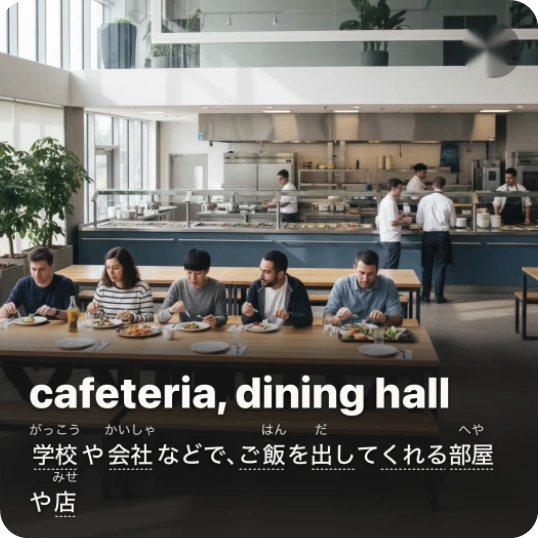 cafeteria, dining hall
がっこう かいしゃ はん だ へや
学校や会社などで、ご飯を出してくれる部屋
みせ
や店